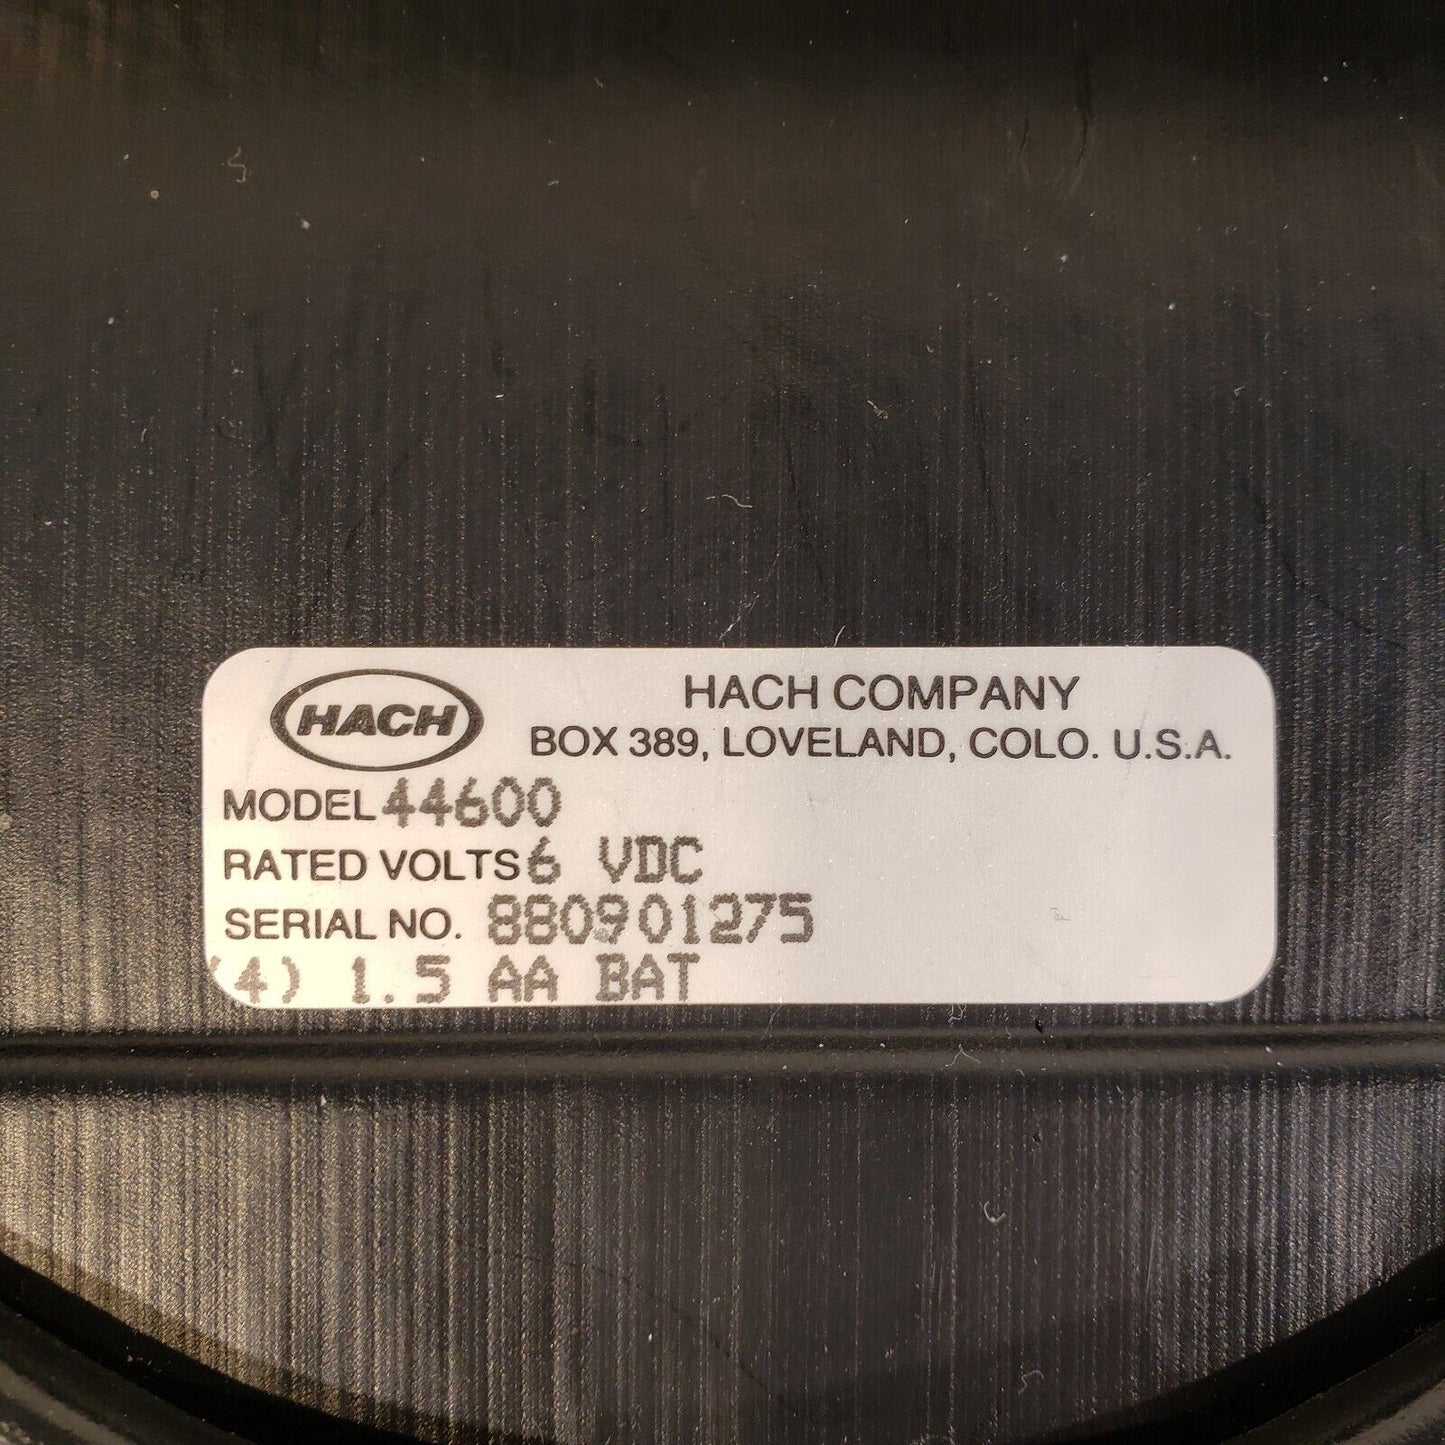 HACH
HACH COMPANY
BOX 389, LOVELAND, COLO. U.S.A.
MODEL 44600
RATED VOLTS 6 VDC
SERIAL NO. 880901275
(4) 1.5 AA BAT